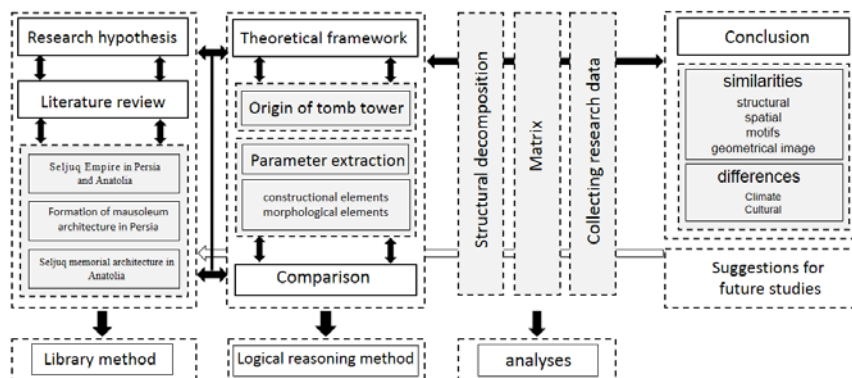 Research hypothesis
Literature review
Seljuq Empire in Persia
and Anatolia
Formation of mausoleum
architecture in Persia
Seljuq memorial architecture in
Anatolia
Library method
Theoretical framework
Origin of tomb tower
Parameter extraction
constructional elements
morphological elements
Comparison
Logical reasoning method
Structural decomposition
Matrix
Collecting research data
analyses
Conclusion
similarities
structural
spatial
motifs
geometrical image
differences
Climate
Cultural
Suggestions for
future studies